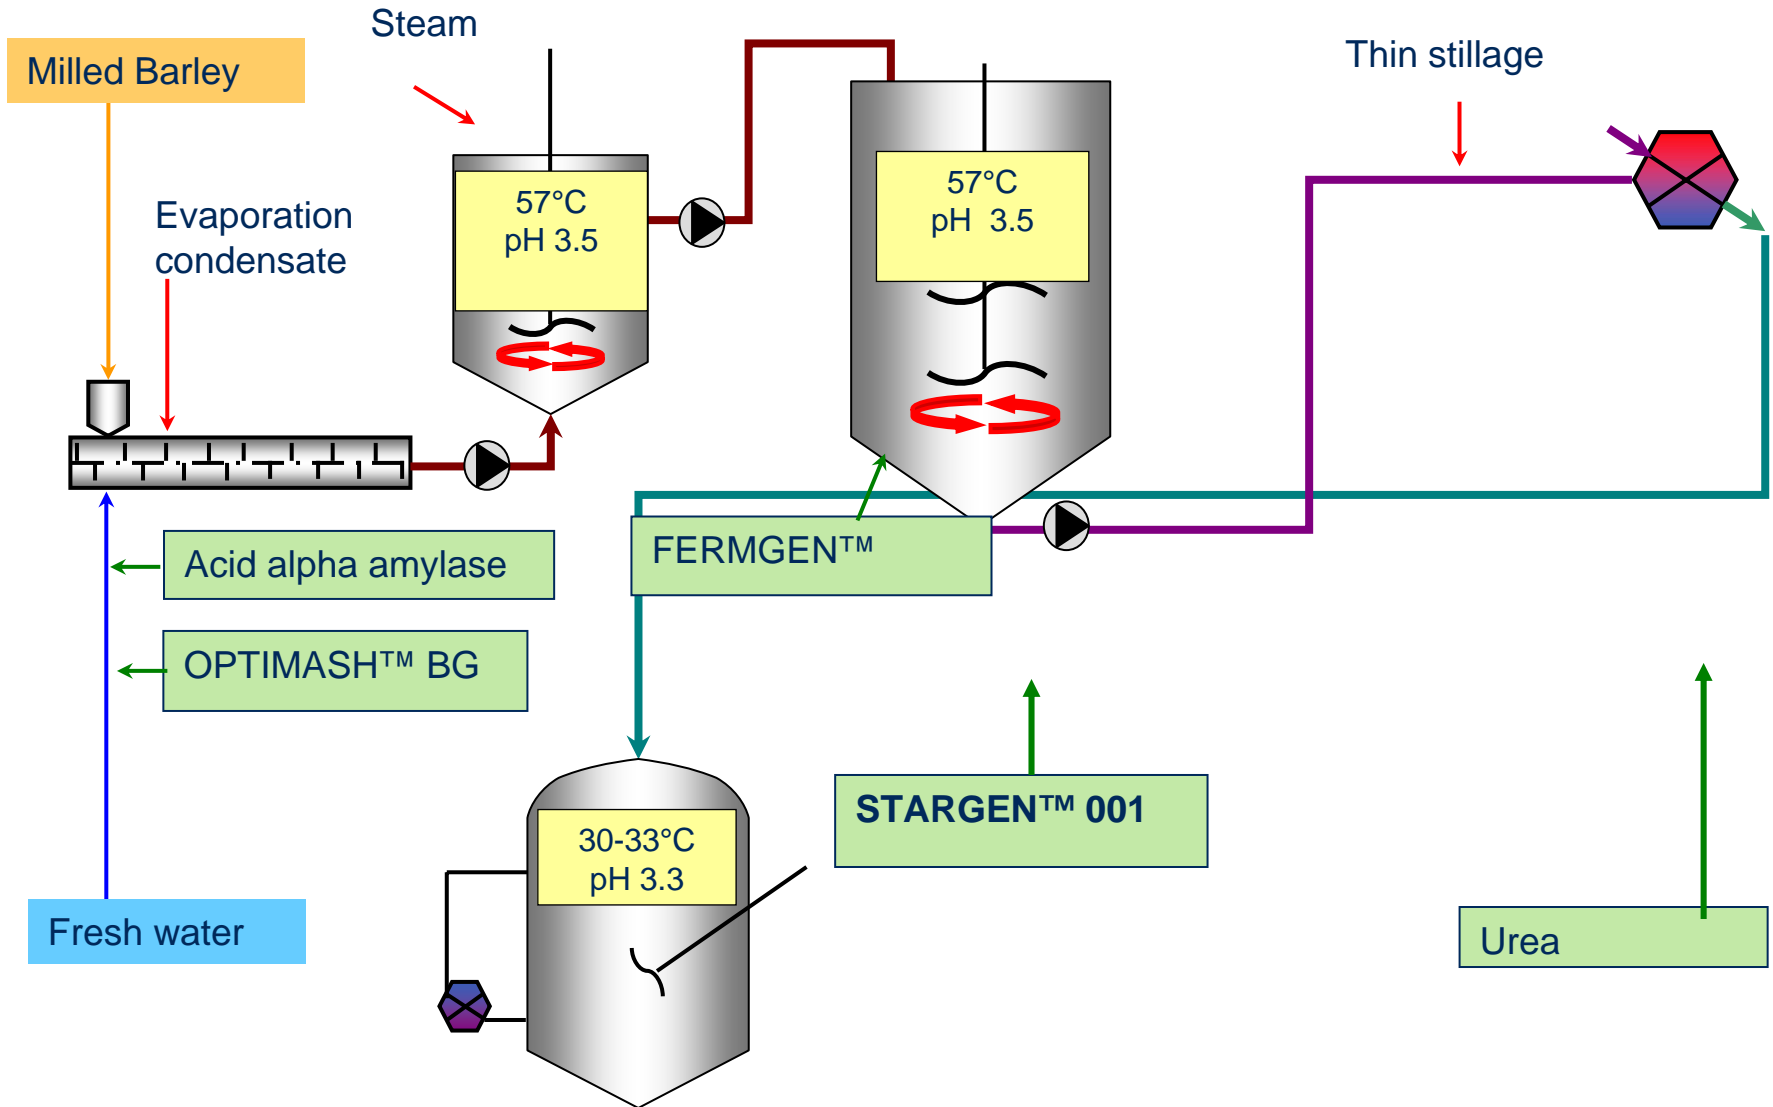 Steam
Milled Barley
Thin stillage
57°C
pH 3.5
57°C
pH 3.5
Evaporation
condensate
Acid alpha amylase
FERMGEN™
OPTIMASH™ BG
STARGEN™ 001
30-33°C
pH 3.3
Fresh water
Urea